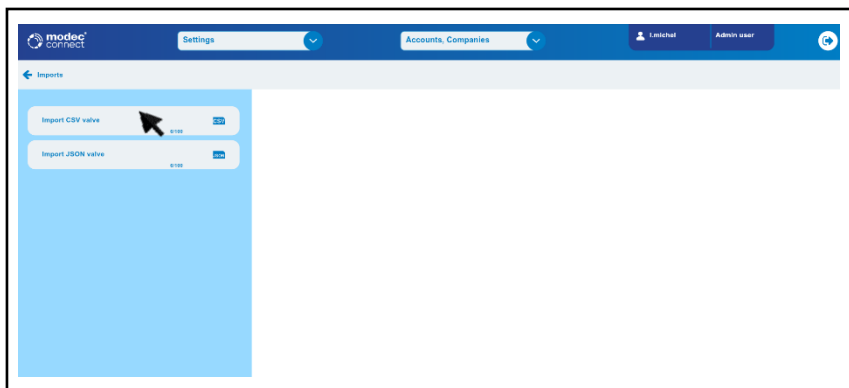 modec
connect
Settings
Accounts, Companies
l.michel
Admin user
Importe
Import CSV valve
CSV
Import JSON valve
JSON